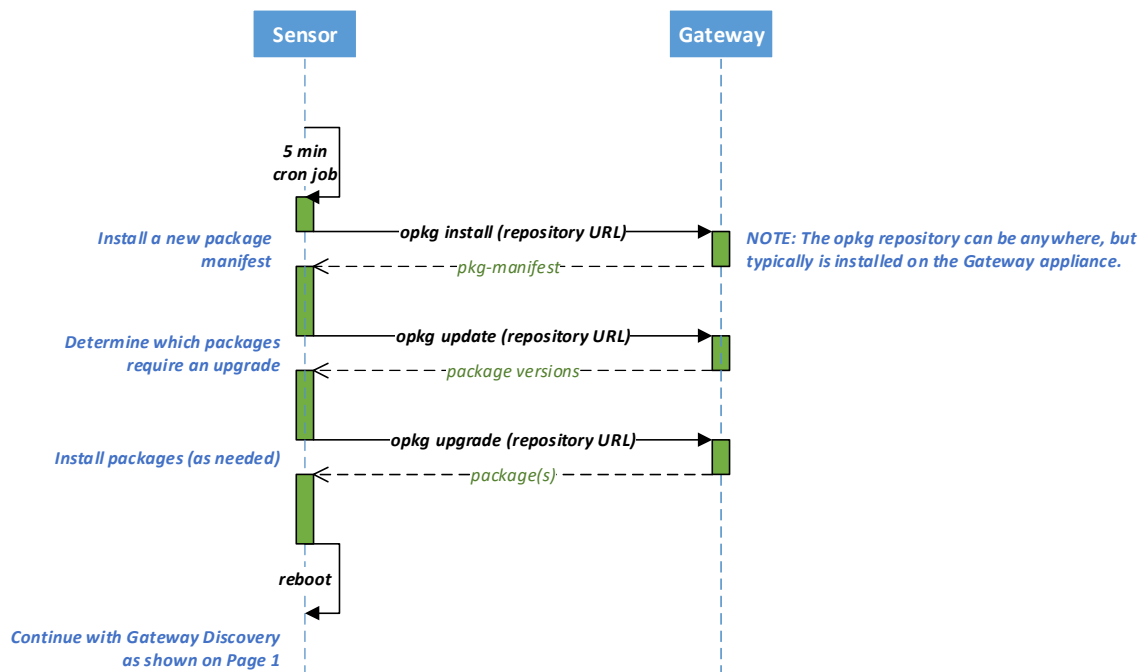 Sensor
Gateway
5 min
cron job
opkg install (repository URL)
Install a new package
manifest
NOTE: The opkg repository can be anywhere, but
typically is installed on the Gateway appliance.
pkg-manifest
opkg update (repository URL)
Determine which packages
require an upgrade
package versions
opkg upgrade (repository URL)
Install packages (as needed)
package(s)
reboot
Continue with Gateway Discovery
as shown on Page 1